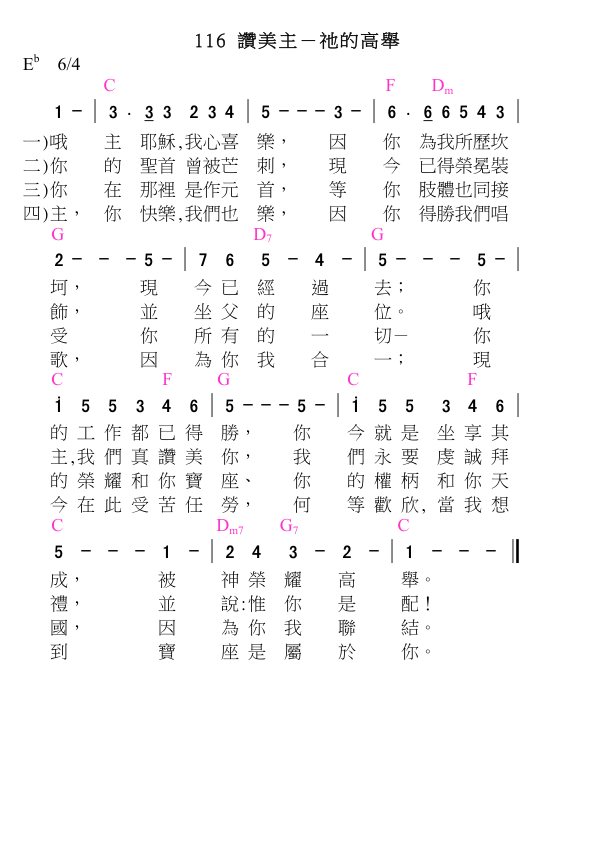 116 讚美主－祂的高舉
E♭ 6/4
C F Dm
1 - | 3 . 3 3 2 3 4 | 5 - - - 3 - | 6 . 6 6 5 4 3 |
一)哦 主 耶穌,我心喜 樂， 因 你 為我所歷坎
二)你 的 聖首 曾被芒 刺， 現 今 已得榮冕裝
三)你 在 那裡 是作元 首， 等 你 肢體也同接
四)主， 你 快樂,我們也 樂， 因 你 得勝我們唱
G D7 G
2 - - - 5 - | 7 6 5 - 4 - | 5 - - - 5 - |
坷， 現 今 已 經 過 去； 你
飾， 並 坐 父 的 座 位。 哦
受 你 所 有 的 一 切— 你
歌， 因 為 你 我 合 一； 現
C F G C F
i 5 5 3 4 6 | 5 - - - 5 - | i 5 5 3 4 6 |
的 工 作 都 已 得 勝， 你 今 就 是 坐 享 其
主,我 們 真 讚 美 你， 我 們 永 要 虔 誠 拜
的 榮 耀 和 你 寶 座、 你 的 權 柄 和 你 天
今 在 此 受 苦 任 勞， 何 等 歡 欣, 當 我 想
C Dm7 G7 C
5 - - - 1 - | 2 4 3 - 2 - | 1 - - - ‖
成， 被 神 榮 耀 高 舉。
禮， 並 說:惟 你 是 配！
國， 因 為 你 我 聯 結。
到 寶 座 是 屬 於 你。